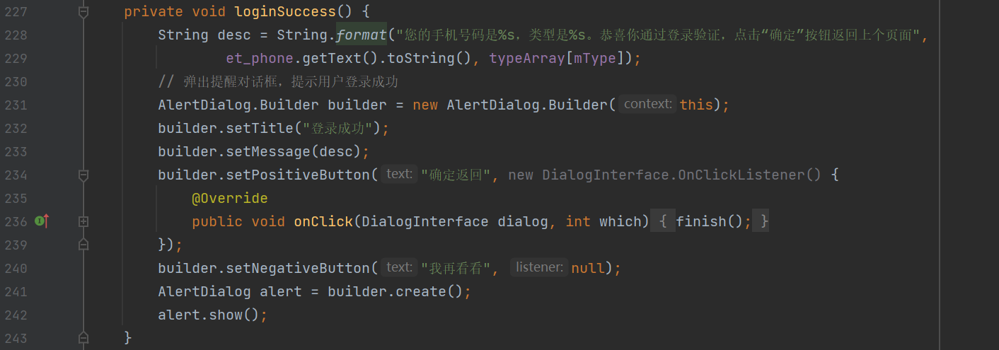 227 private void loginSuccess() {
228 String desc = String.format("您的手机号码是%s，类型是%s。恭喜你通过登录验证，点击“确定”按钮返回上个页面",
229 et_phone.getText().toString(), typeArray[mType]);
230 // 弹出提醒对话框，提示用户登录成功
231 AlertDialog.Builder builder = new AlertDialog.Builder( context: this);
232 builder.setTitle("登录成功");
233 builder.setMessage(desc);
234 builder.setPositiveButton( text: "确定返回", new DialogInterface.OnClickListener() {
235 @Override
236 public void onClick(DialogInterface dialog, int which) { finish(); }
239 });
240 builder.setNegativeButton( text: "我再看看", listener: null);
241 AlertDialog alert = builder.create();
242 alert.show();
243 }